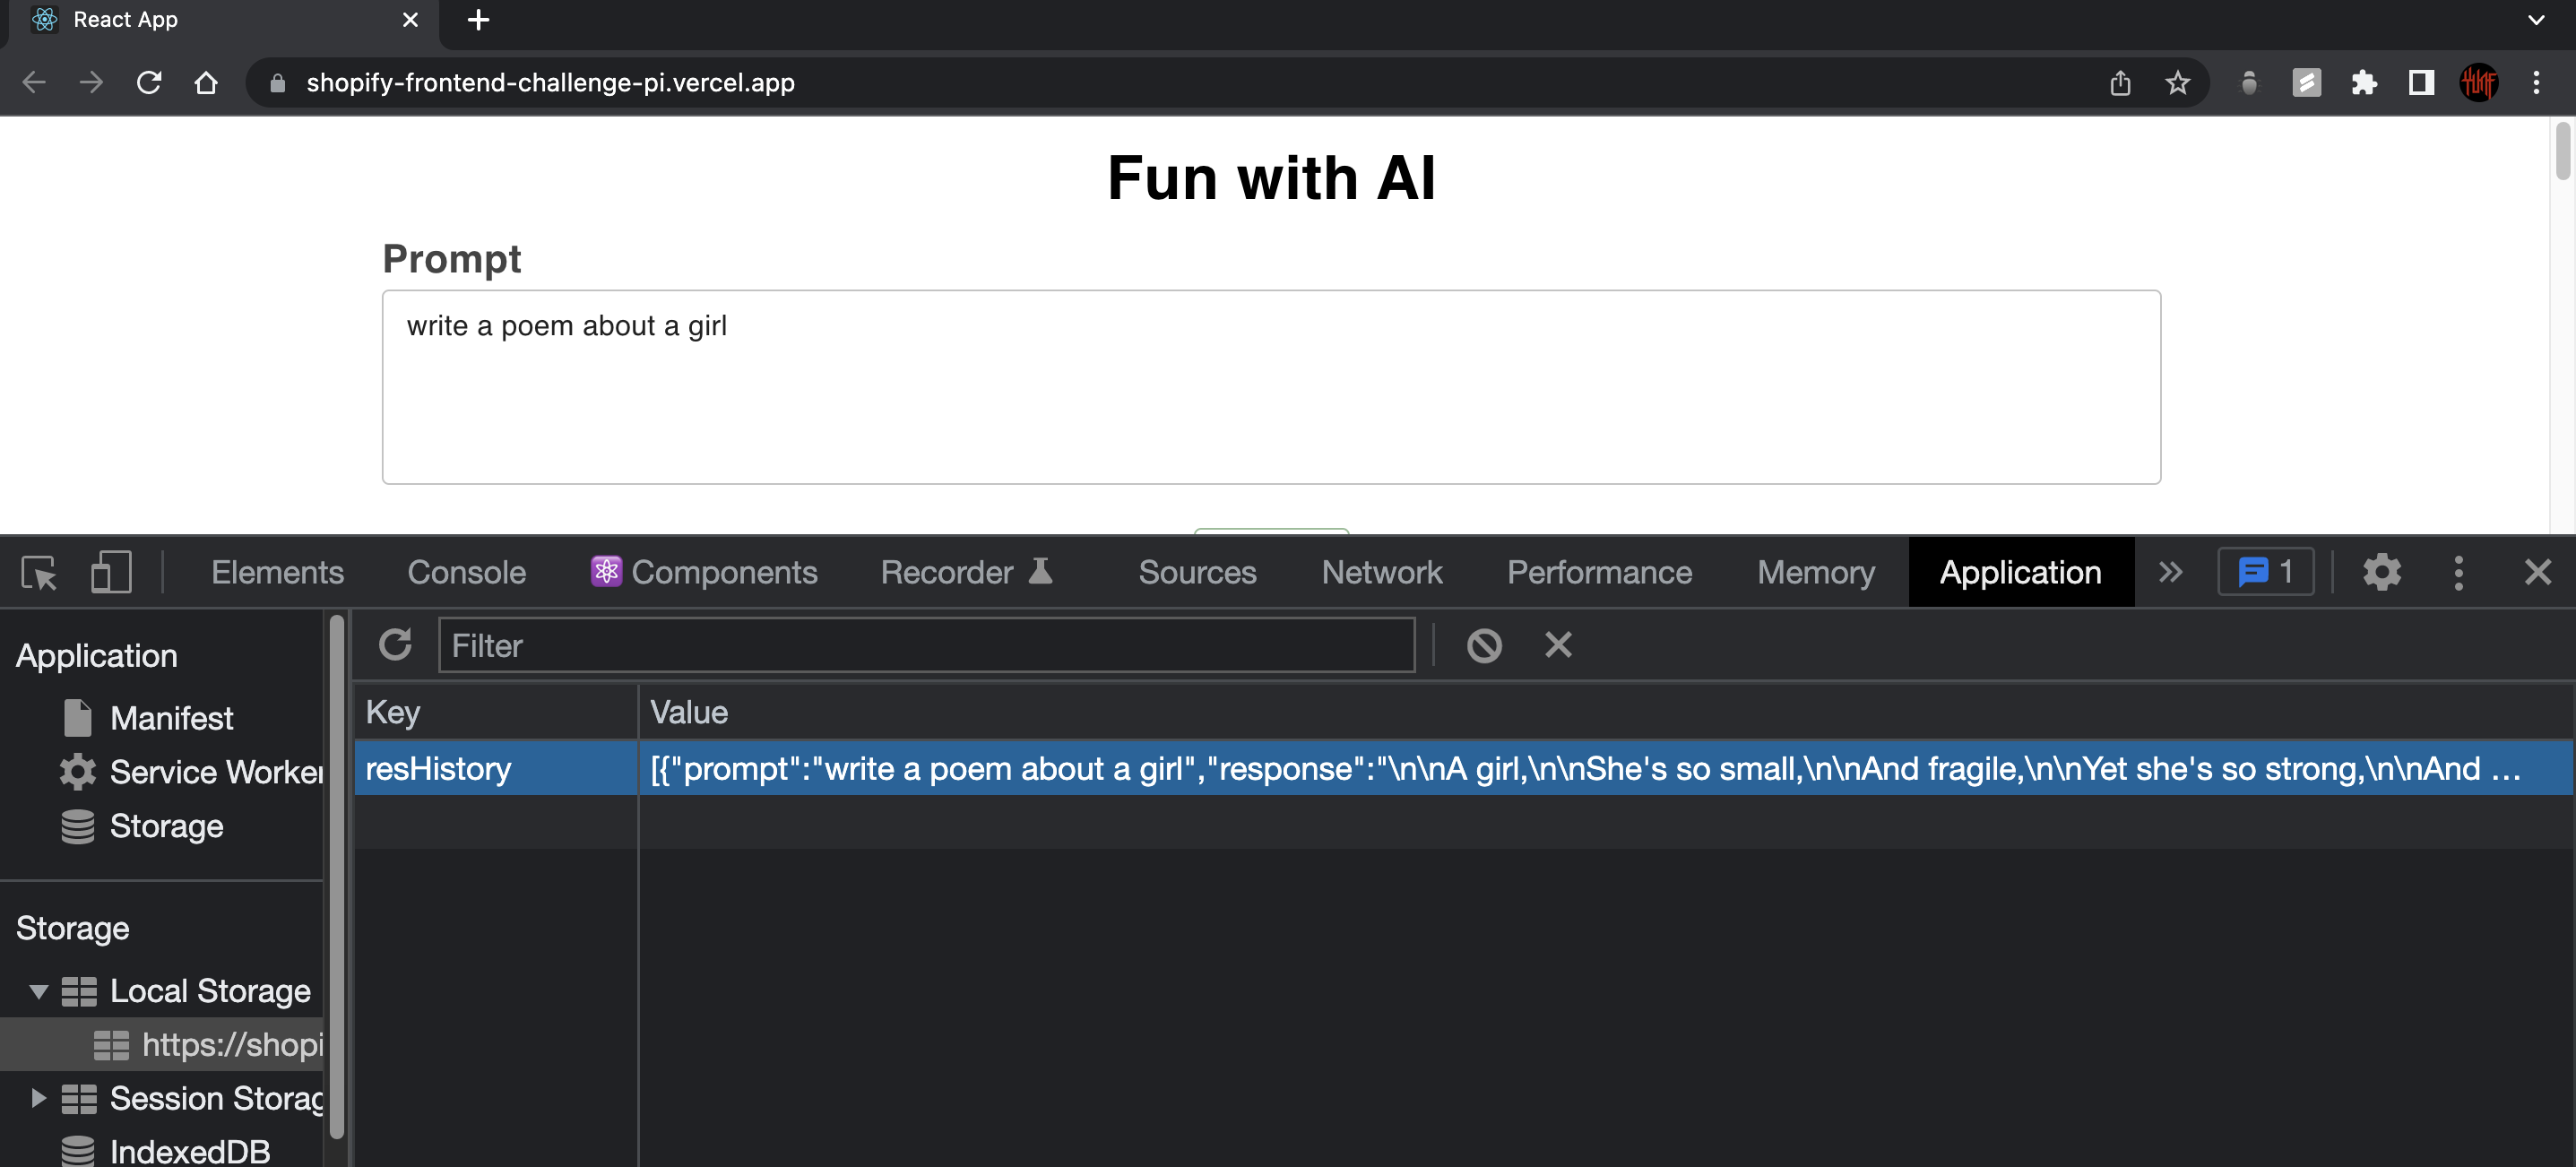 React App
shopify-frontend-challenge-pi.vercel.app
Fun with AI
Prompt
write a poem about a girl
Elements Console Components Recorder Sources Network Performance Memory Application 1
Application
Manifest
Service Worker
Storage
Storage
Local Storage
https://shopi
Session Storag
IndexedDB
Filter
Key Value
resHistory [{"prompt":"write a poem about a girl","response":"\n\nA girl,\n\nShe's so small,\n\nAnd fragile,\n\nYet she's so strong,\n\nAnd …